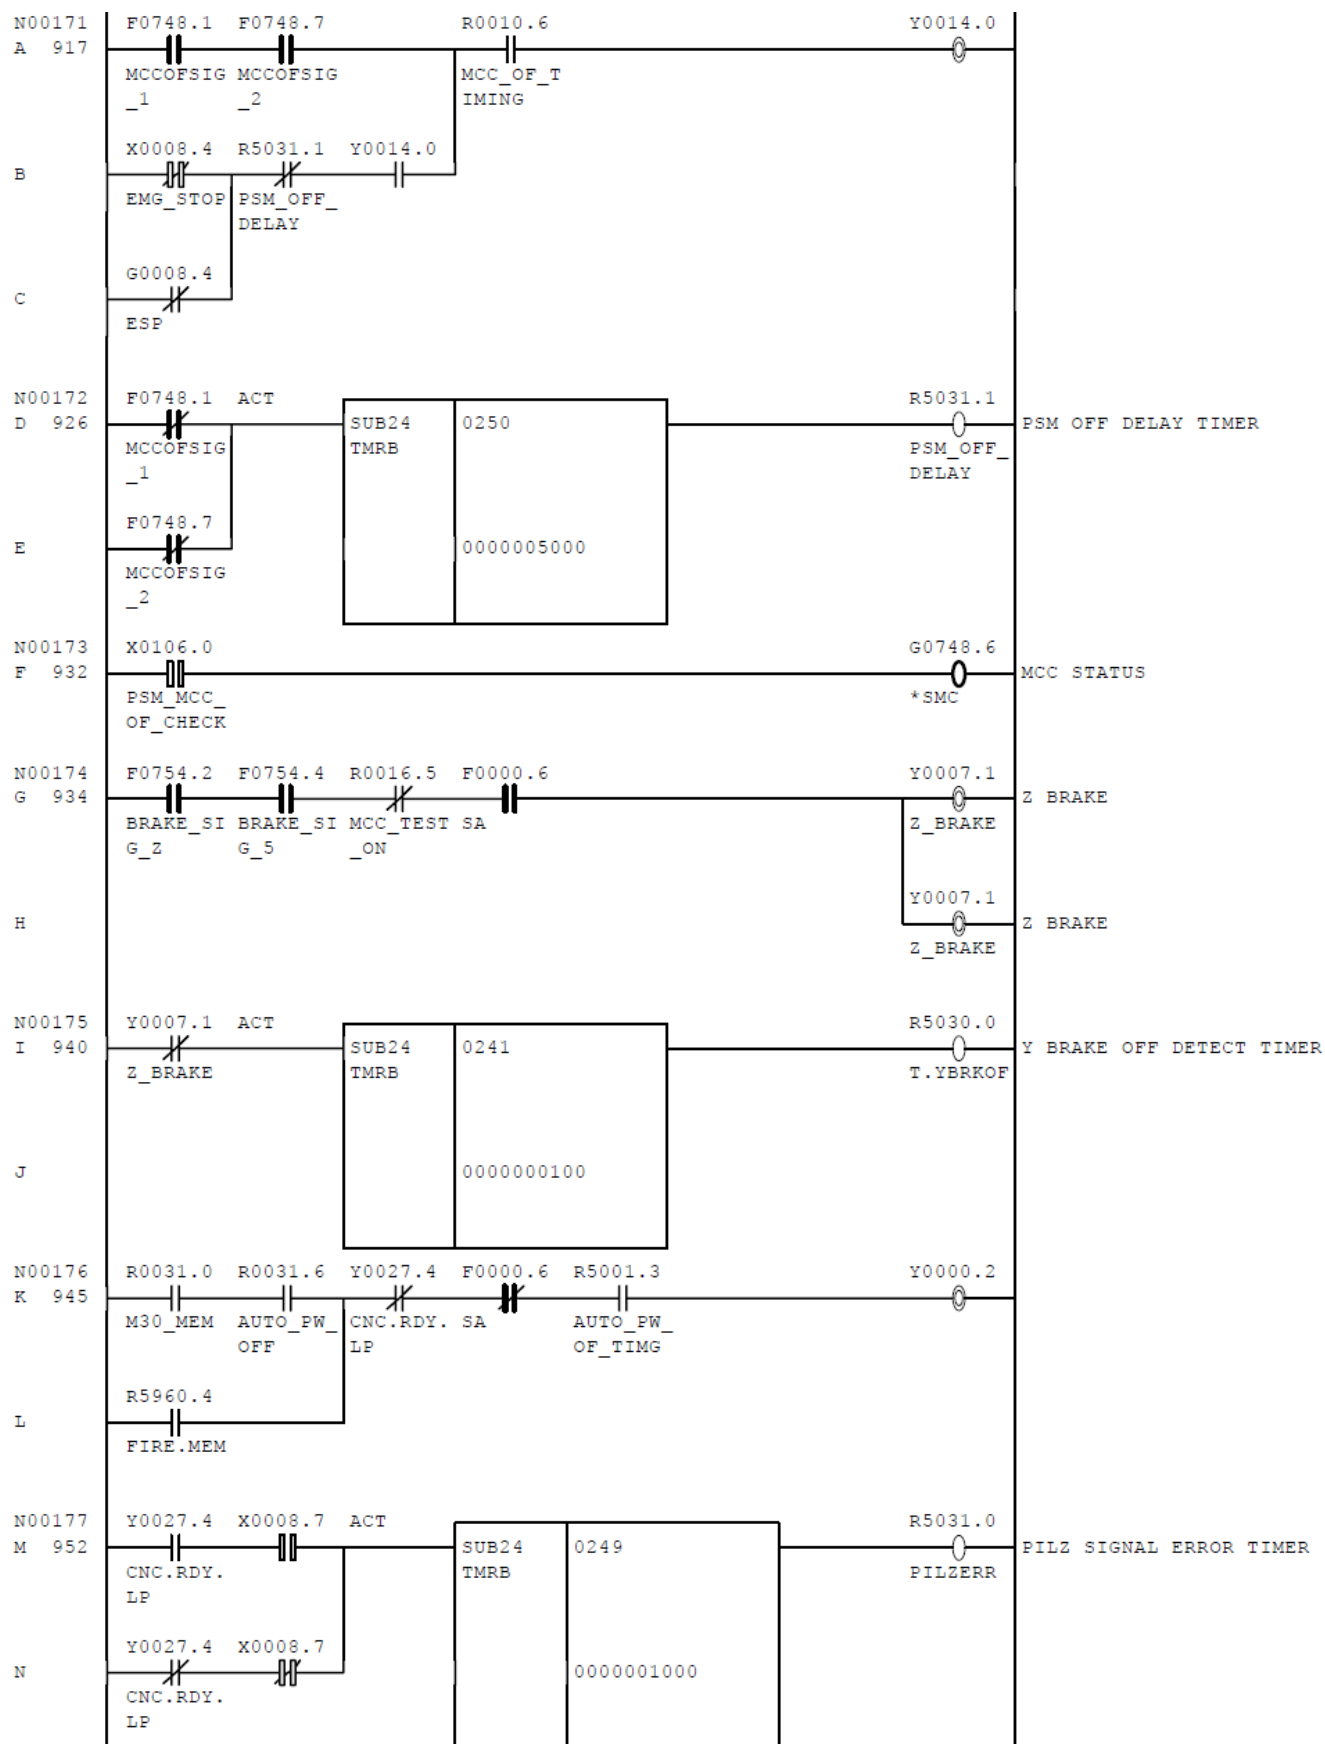 N00171 F0748.1 F0748.7 R0010.6 Y0014.0
A 917
MCCOFSIG MCCOFSIG MCC_OF_T
_1 _2 IMING
X0008.4 R5031.1 Y0014.0
B
EMG_STOP PSM_OFF_
DELAY
G0008.4
C
ESP
N00172 F0748.1 ACT R5031.1
D 926 SUB24 0250 PSM OFF DELAY TIMER
MCCOFSIG TMRB PSM_OFF_
_1 DELAY
F0748.7
E 0000005000
MCCOFSIG
_2
N00173 X0106.0 G0748.6
F 932 MCC STATUS
PSM_MCC_ *SMC
OF_CHECK
N00174 F0754.2 F0754.4 R0016.5 F0000.6 Y0007.1
G 934 Z BRAKE
BRAKE_SI BRAKE_SI MCC_TEST SA Z_BRAKE
G_Z G_5 _ON
Y0007.1
H Z BRAKE
Z_BRAKE
N00175 Y0007.1 ACT R5030.0
I 940 SUB24 0241 Y BRAKE OFF DETECT TIMER
Z_BRAKE TMRB T.YBRKOF
J 0000000100
N00176 R0031.0 R0031.6 Y0027.4 F0000.6 R5001.3 Y0000.2
K 945
M30_MEM AUTO_PW_ CNC.RDY. SA AUTO_PW_
OFF LP OF_TIMG
R5960.4
L
FIRE.MEM
N00177 Y0027.4 X0008.7 ACT R5031.0
M 952 SUB24 0249 PILZ SIGNAL ERROR TIMER
CNC.RDY. TMRB PILZERR
LP
Y0027.4 X0008.7
N 0000001000
CNC.RDY.
LP